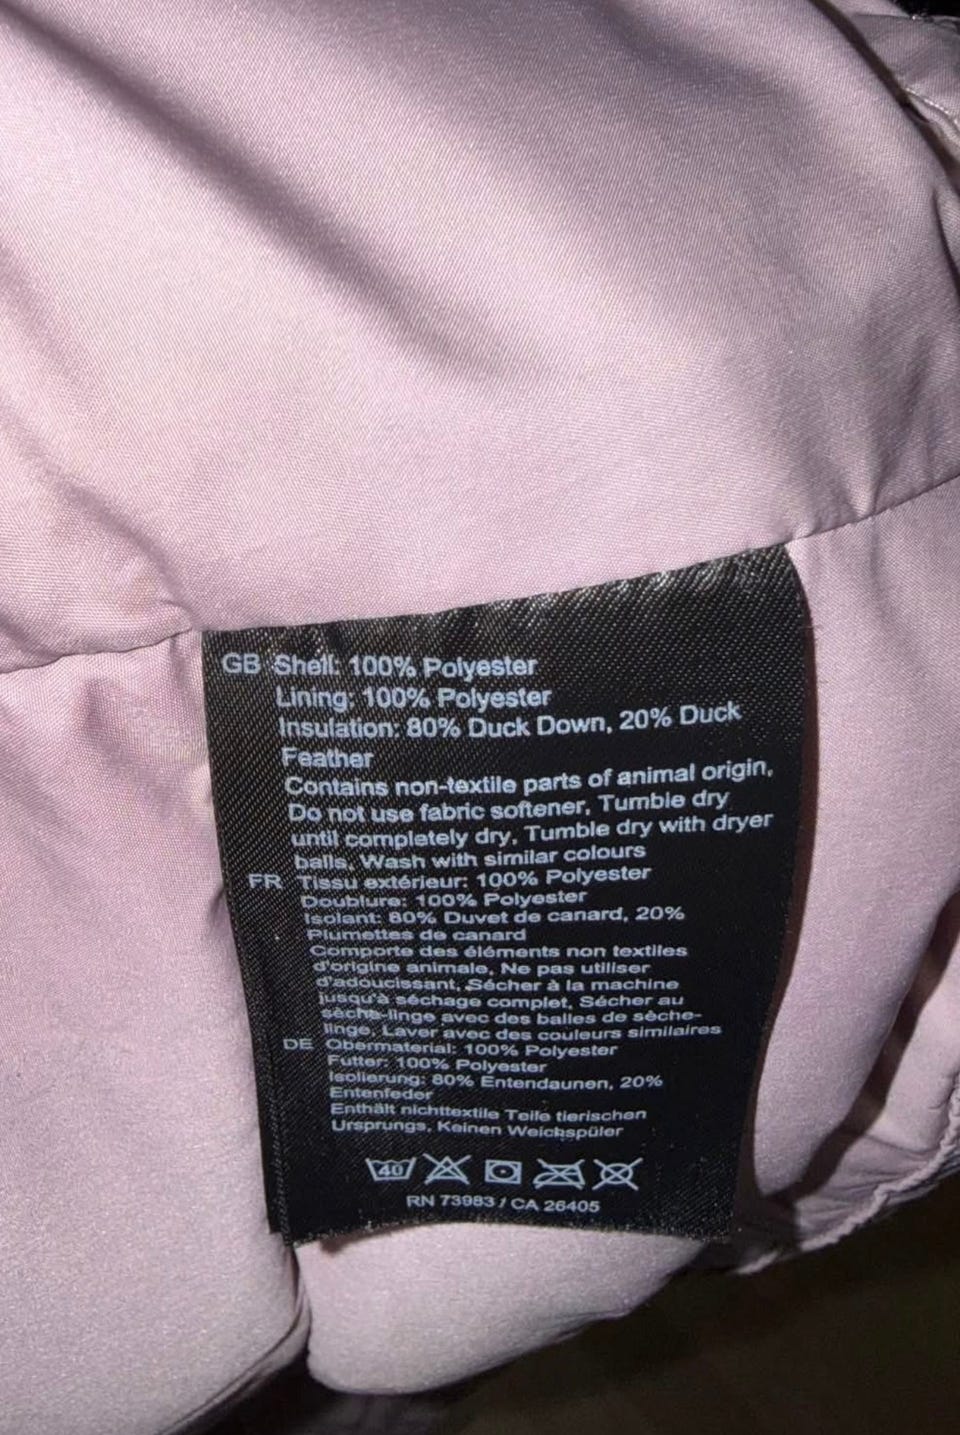 GB Shell: 100% Polyester
Lining: 100% Polyester
Insulation: 80% Duck Down, 20% Duck
Feather
Contains non-textile parts of animal origin,
Do not use fabric softener, Tumble dry
until completely dry, Tumble dry with dryer
balls, Wash with similar colours
FR Tissu extérieur: 100% Polyester
Doublure: 100% Polyester
Isolant: 80% Duvet de canard, 20%
Plumettes de canard
Comporte des éléments non textiles
d'origine animale, Ne pas utiliser
d'adoucissant, Sécher à la machine
jusqu'à séchage complet, Sécher au
sèche-linge avec des balles de sèche-
linge, Laver avec des couleurs similaires
DE Obermaterial: 100% Polyester
Futter: 100% Polyester
Isolierung: 80% Entendaunen, 20%
Entenfeder
Enthält nichttextile Teile tierischen
Ursprungs, Keinen Weichspüler
40
RN 73983 / CA 26405